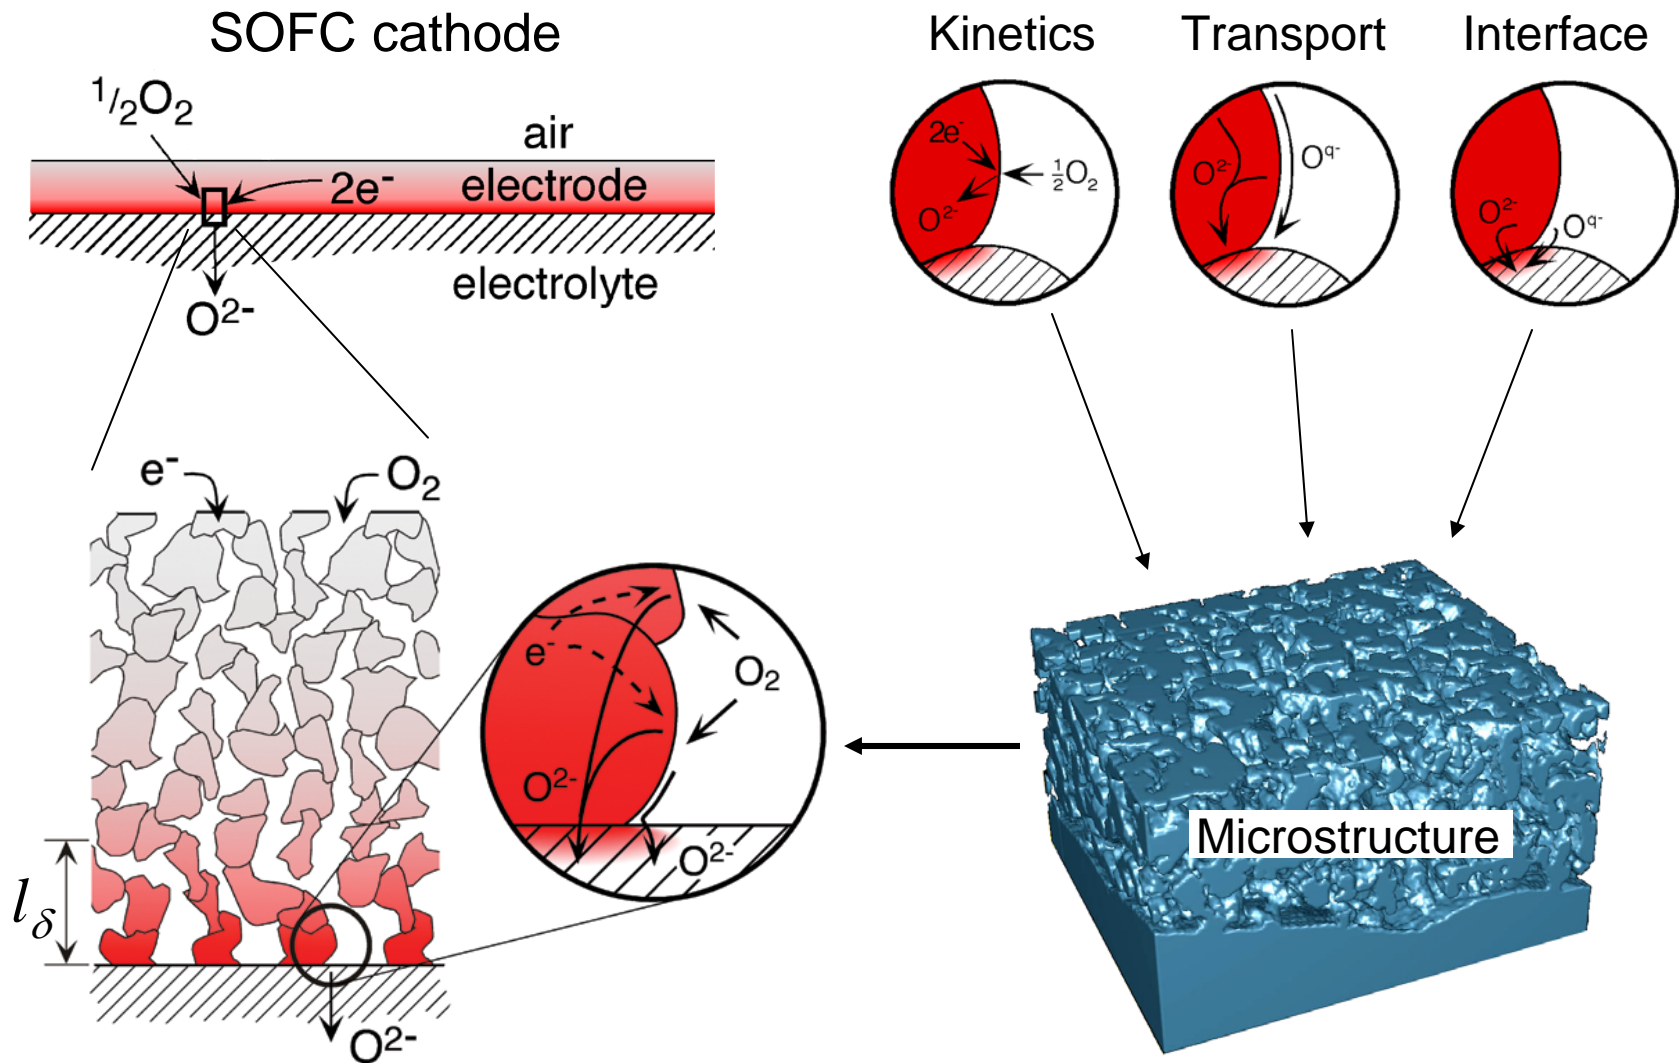 SOFC cathode
Kinetics
Transport
Interface
1/2O2
air
electrode
2e-
electrolyte
O2-
2e-
½O2
O2-
O2-
Oq-
O2-
Oq-
e-
O2
lδ
O2-
e-
O2
O2-
O2-
Microstructure